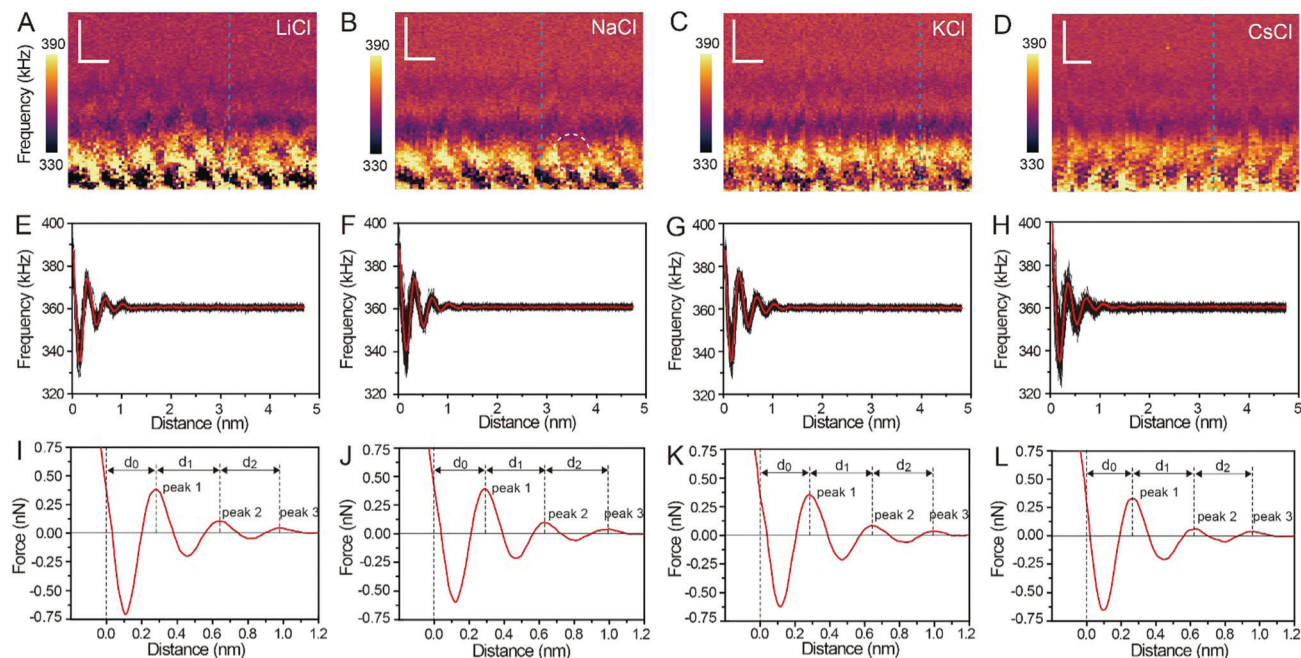 A LiCl
390
330
Frequency (kHz)
B NaCl
390
330
C KCl
390
330
D CsCl
390
330
E
400
380
360
340
320
Frequency (kHz)
0 1 2 3 4 5
Distance (nm)
F
400
380
360
340
320
Frequency (kHz)
0 1 2 3 4 5
Distance (nm)
G
400
380
360
340
320
Frequency (kHz)
0 1 2 3 4 5
Distance (nm)
H
400
380
360
340
320
Frequency (kHz)
0 1 2 3 4 5
Distance (nm)
I
0.75
0.50
0.25
0.00
-0.25
-0.50
-0.75
Force (nN)
d0 d1 d2
peak 1
peak 2 peak 3
0.0 0.2 0.4 0.6 0.8 1.0 1.2
Distance (nm)
J
0.75
0.50
0.25
0.00
-0.25
-0.50
-0.75
Force (nN)
d0 d1 d2
peak 1
peak 2 peak 3
0.0 0.2 0.4 0.6 0.8 1.0 1.2
Distance (nm)
K
0.75
0.50
0.25
0.00
-0.25
-0.50
-0.75
Force (nN)
d0 d1 d2
peak 1
peak 2 peak 3
0.0 0.2 0.4 0.6 0.8 1.0 1.2
Distance (nm)
L
0.75
0.50
0.25
0.00
-0.25
-0.50
-0.75
Force (nN)
d0 d1 d2
peak 1
peak 2 peak 3
0.0 0.2 0.4 0.6 0.8 1.0 1.2
Distance (nm)